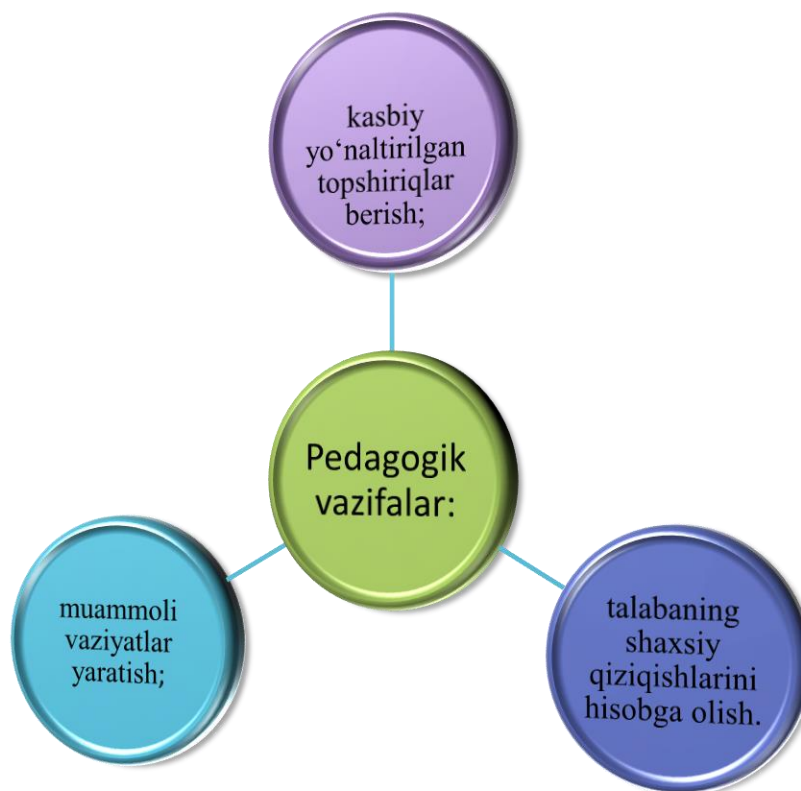 kasbiy
yo‘naltirilgan
topshiriqlar
berish;
Pedagogik
vazifalar:
muammoli
vaziyatlar
yaratish;
talabaning
shaxsiy
qiziqishlarini
hisobga olish.